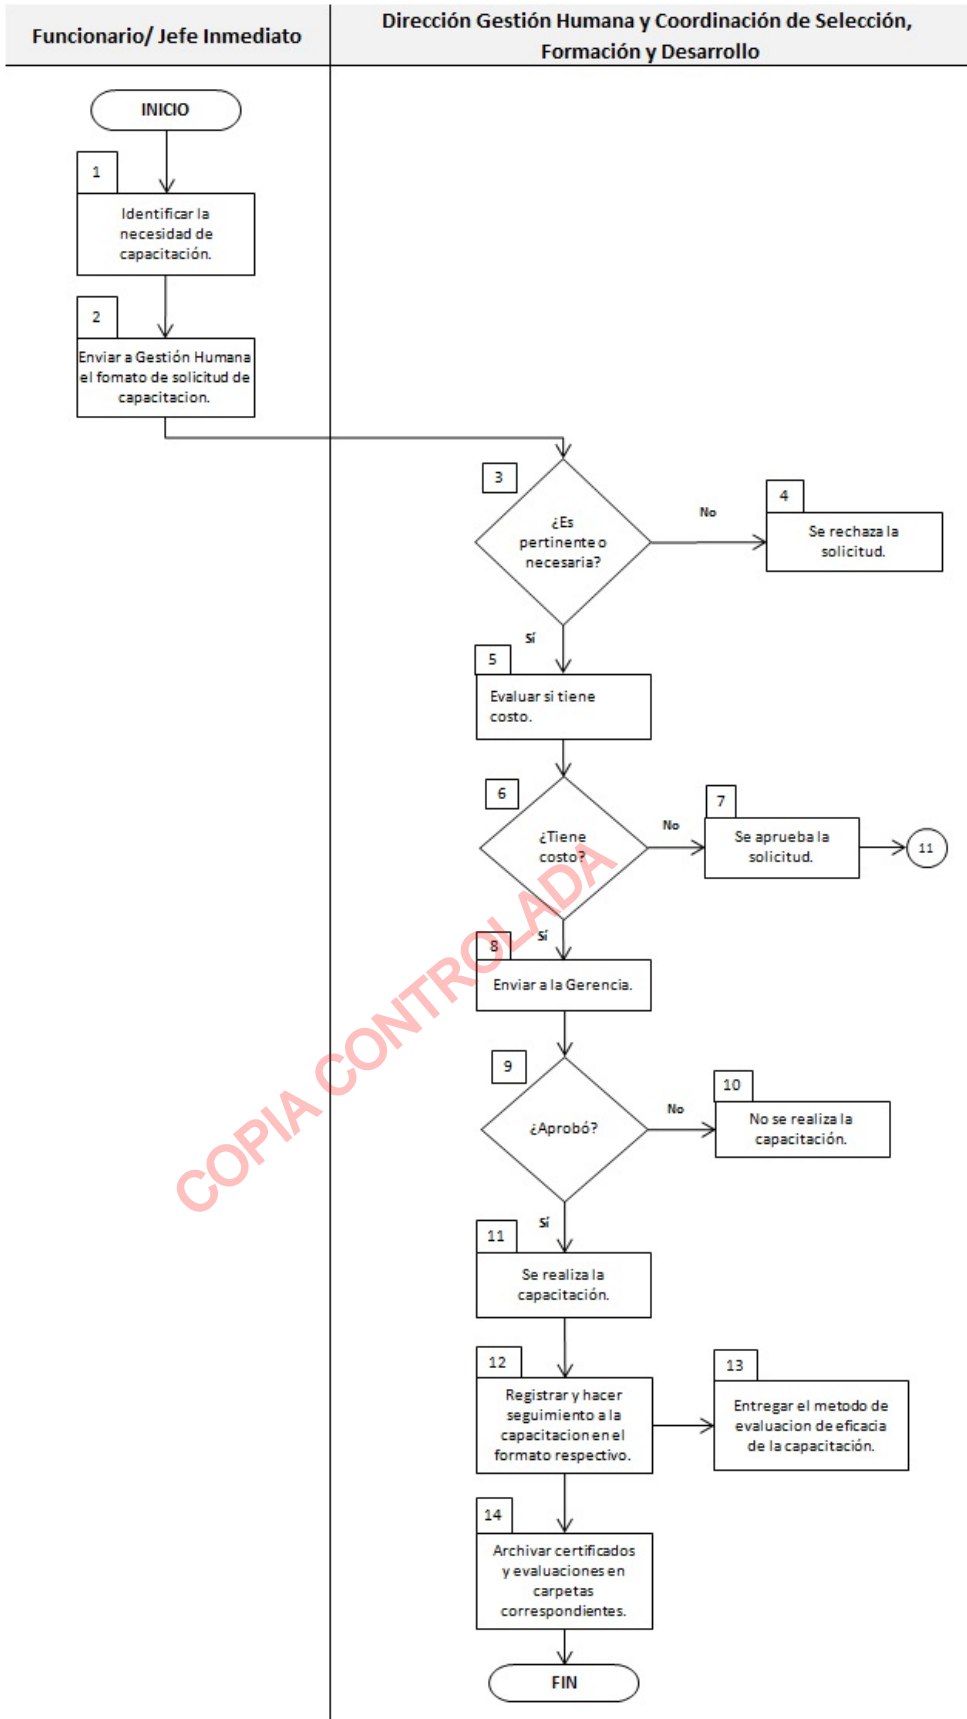 Funcionario/ Jefe Inmediato
Dirección Gestión Humana y Coordinación de Selección,
Formación y Desarrollo
INICIO
1
Identificar la
necesidad de
capacitación.
2
Enviar a Gestión Humana
el fomato de solicitud de
capacitacion.
3
¿Es
pertinente o
necesaria?
No
4
Se rechaza la
solicitud.
Sí
5
Evaluar si tiene
costo.
6
¿Tiene
costo?
No
7
Se aprueba la
solicitud.
11
Sí
8
Enviar a la Gerencia.
9
¿Aprobó?
No
10
No se realiza la
capacitación.
Sí
11
Se realiza la
capacitación.
12
Registrar y hacer
seguimiento a la
capacitacion en el
formato respectivo.
13
Entregar el metodo de
evaluacion de eficacia
de la capacitación.
14
Archivar certificados
y evaluaciones en
carpetas
correspondientes.
FIN
COPIA CONTROLADA